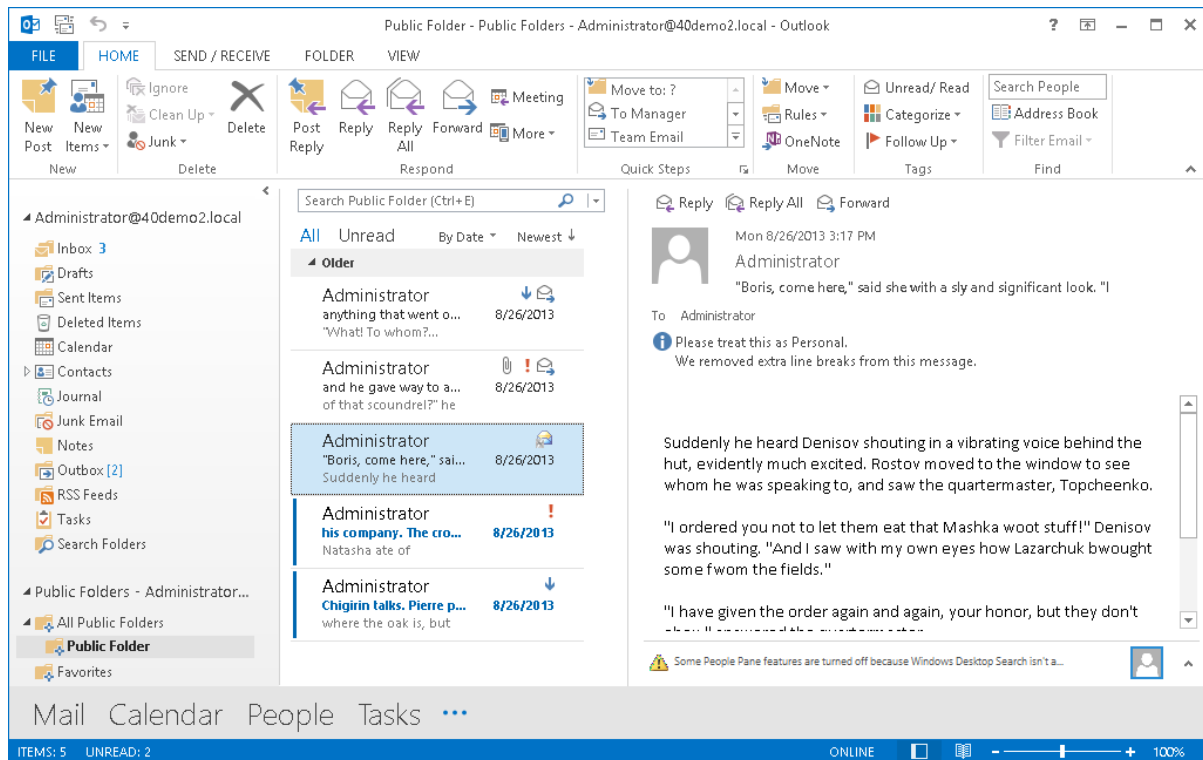 Public Folder - Public Folders - Administrator@40demo2.local - Outlook
FILE HOME SEND / RECEIVE FOLDER VIEW
New Post
New Items
New
Ignore
Clean Up
Junk
Delete
Delete
Post Reply
Reply
Reply All
Forward
Meeting
More
Respond
Move to: ?
To Manager
Team Email
Quick Steps
Move
Rules
OneNote
Move
Unread/ Read
Categorize
Follow Up
Tags
Search People
Address Book
Filter Email
Find
Administrator@40demo2.local
Inbox 3
Drafts
Sent Items
Deleted Items
Calendar
Contacts
Journal
Junk Email
Notes
Outbox [2]
RSS Feeds
Tasks
Search Folders
Public Folders - Administrator...
All Public Folders
Public Folder
Favorites
Search Public Folder (Ctrl+E)
All Unread By Date Newest
Older
Administrator
anything that went o... 8/26/2013
"What! To whom?...
Administrator
and he gave way to a... 8/26/2013
of that scoundrel?" he
Administrator
"Boris, come here," sai... 8/26/2013
Suddenly he heard
Administrator
his company. The cro... 8/26/2013
Natasha ate of
Administrator
Chigirin talks. Pierre p... 8/26/2013
where the oak is, but
Reply Reply All Forward
Mon 8/26/2013 3:17 PM
Administrator
"Boris, come here," said she with a sly and significant look. "I
To Administrator
Please treat this as Personal.
We removed extra line breaks from this message.
Suddenly he heard Denisov shouting in a vibrating voice behind the
hut, evidently much excited. Rostov moved to the window to see
whom he was speaking to, and saw the quartermaster, Topcheenko.
"I ordered you not to let them eat that Mashka woot stuff!" Denisov
was shouting. "And I saw with my own eyes how Lazarchuk bwought
some fwom the fields."
"I have given the order again and again, your honor, but they don't
Some People Pane features are turned off because Windows Desktop Search isn't a...
Mail Calendar People Tasks
ITEMS: 5 UNREAD: 2 ONLINE 100%